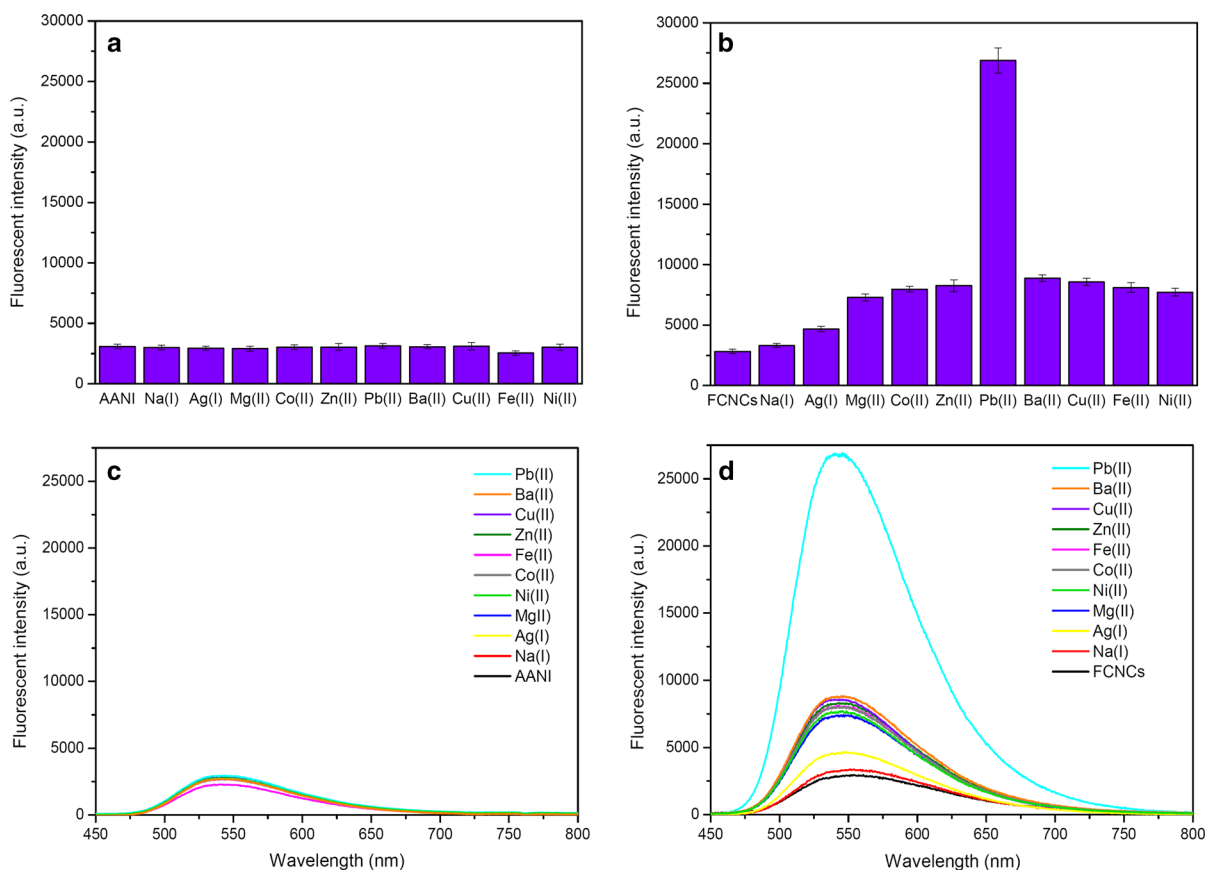 a
30000
25000
20000
15000
10000
5000
0
Fluorescent intensity (a.u.)
AANI Na(I) Ag(I) Mg(II) Co(II) Zn(II) Pb(II) Ba(II) Cu(II) Fe(II) Ni(II)
b
30000
25000
20000
15000
10000
5000
0
Fluorescent intensity (a.u.)
FCNCs Na(I) Ag(I) Mg(II) Co(II) Zn(II) Pb(II) Ba(II) Cu(II) Fe(II) Ni(II)
c
25000
20000
15000
10000
5000
0
Fluorescent intensity (a.u.)
Pb(II)
Ba(II)
Cu(II)
Zn(II)
Fe(II)
Co(II)
Ni(II)
MgII)
Ag(I)
Na(I)
AANI
450 500 550 600 650 700 750 800
Wavelength (nm)
d
25000
20000
15000
10000
5000
0
Fluorescent intensity (a.u.)
Pb(II)
Ba(II)
Cu(II)
Zn(II)
Fe(II)
Co(II)
Ni(II)
Mg(II)
Ag(I)
Na(I)
FCNCs
450 500 550 600 650 700 750 800
Wavelength (nm)